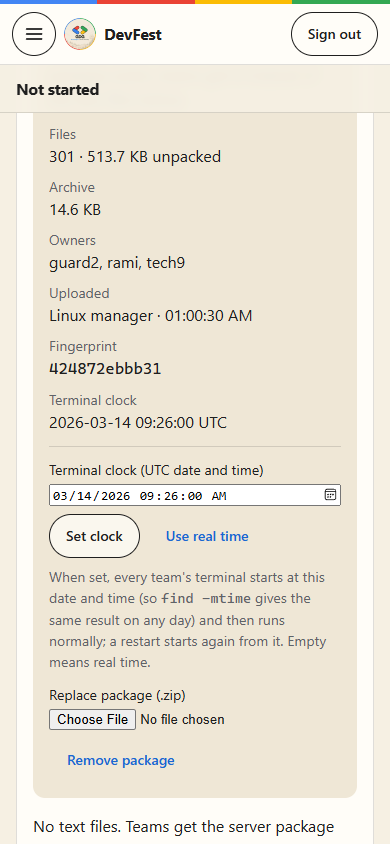 DevFest
Sign out
Not started
Files
301 · 513.7 KB unpacked
Archive
14.6 KB
Owners
guard2, rami, tech9
Uploaded
Linux manager · 01:00:30 AM
Fingerprint
424872ebbb31
Terminal clock
2026-03-14 09:26:00 UTC
Terminal clock (UTC date and time)
03/14/2026 09:26:00 AM
Set clock
Use real time
When set, every team's terminal starts at this
date and time (so find -mtime gives the
same result on any day) and then runs
normally; a restart starts again from it. Empty
means real time.
Replace package (.zip)
Choose File No file chosen
Remove package
No text files. Teams get the server package